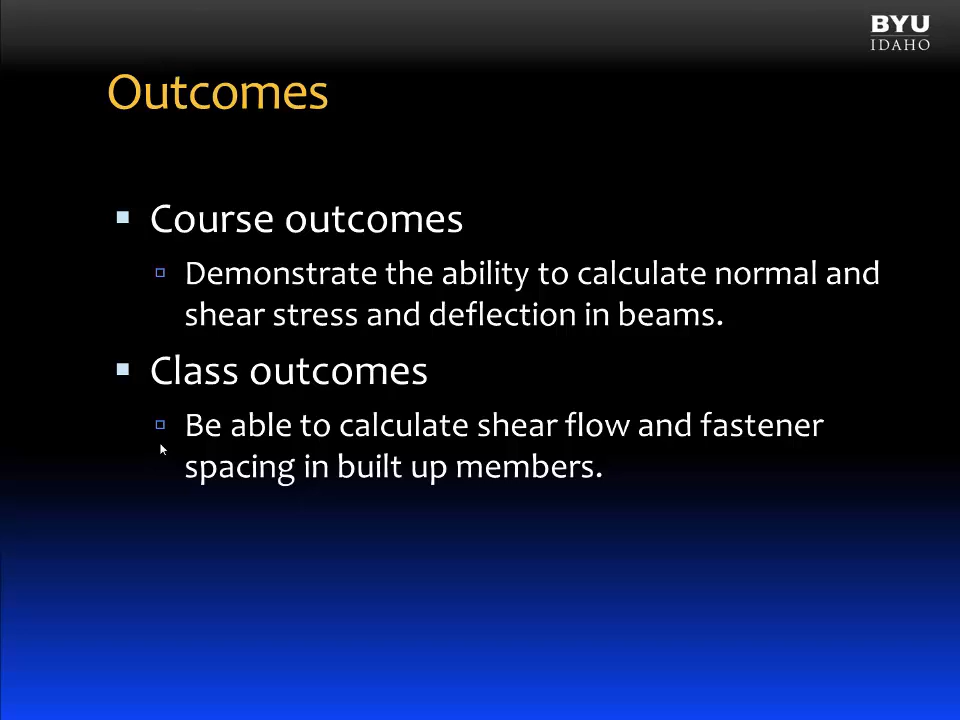 BYU
IDAHO
Outcomes
Course outcomes
Demonstrate the ability to calculate normal and
shear stress and deflection in beams.
Class outcomes
Be able to calculate shear flow and fastener
spacing in built up members.